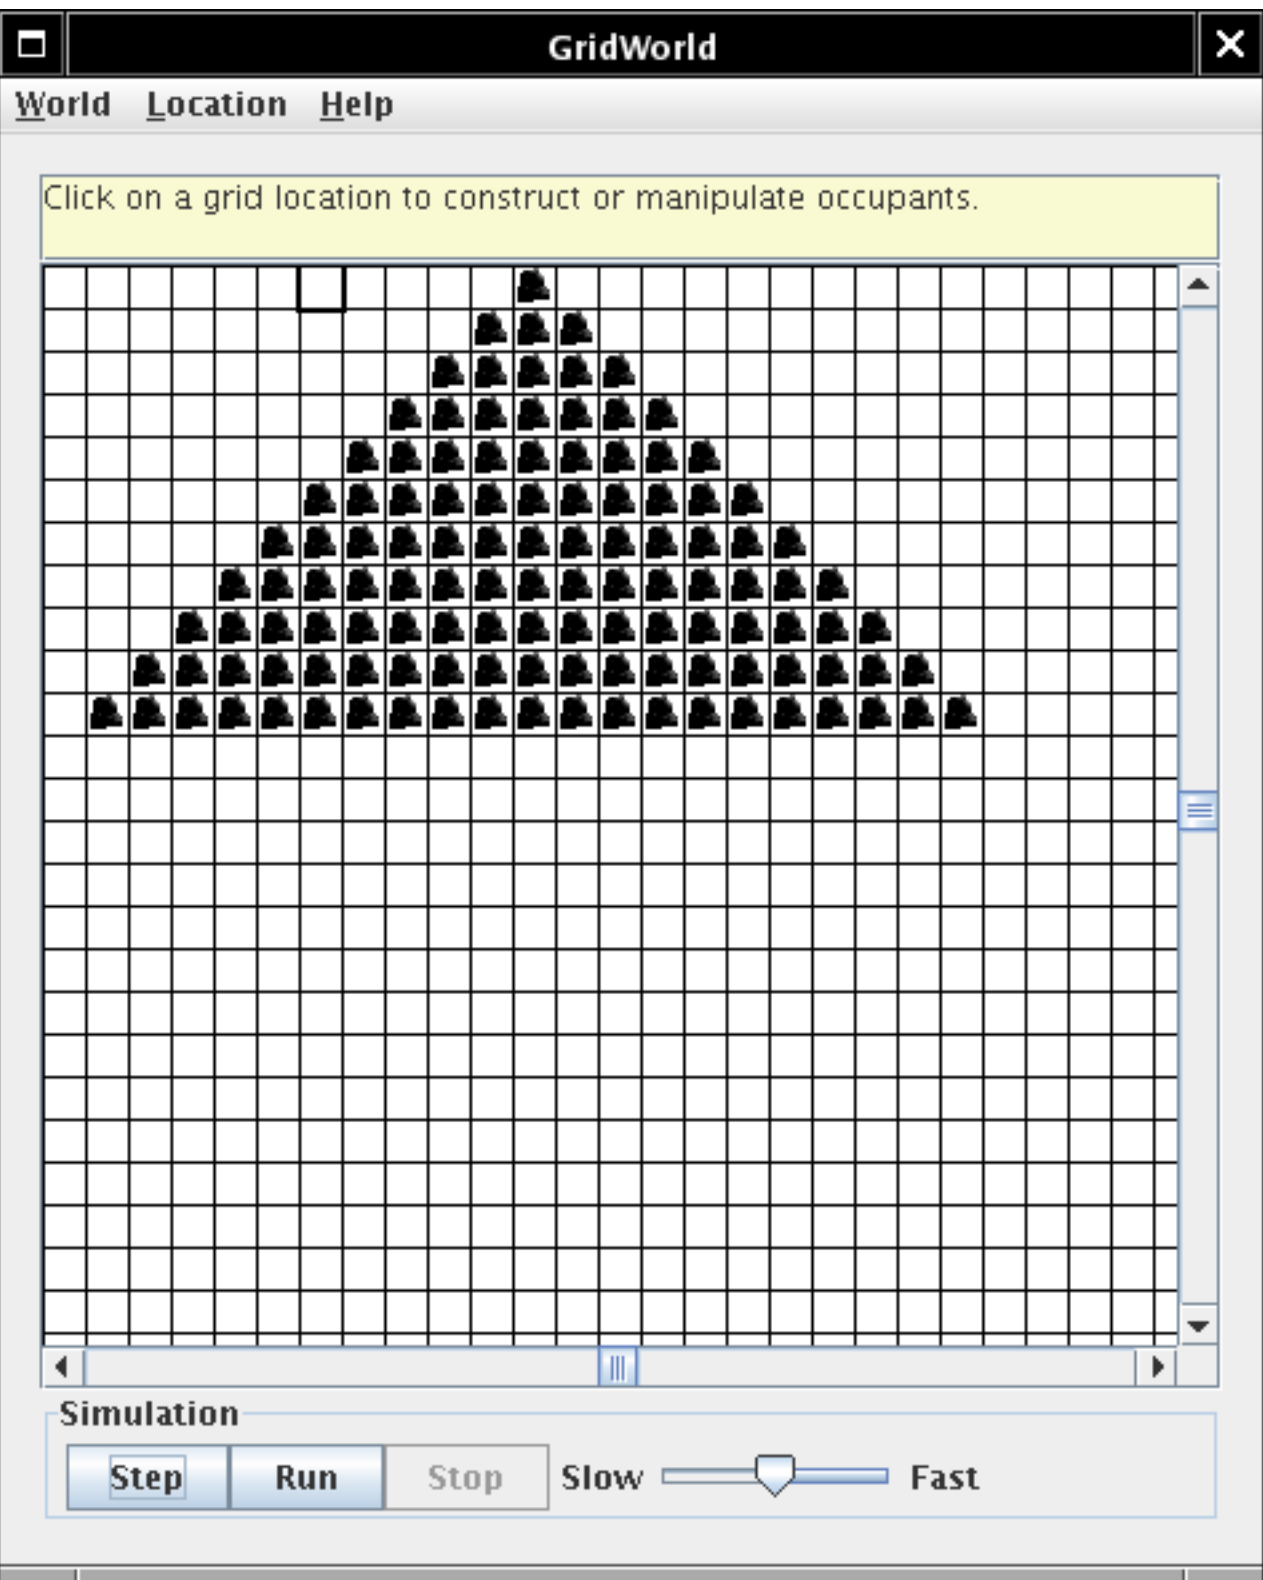 GridWorld
World Location Help
Click on a grid location to construct or manipulate occupants.
Simulation
Step Run Stop Slow Fast